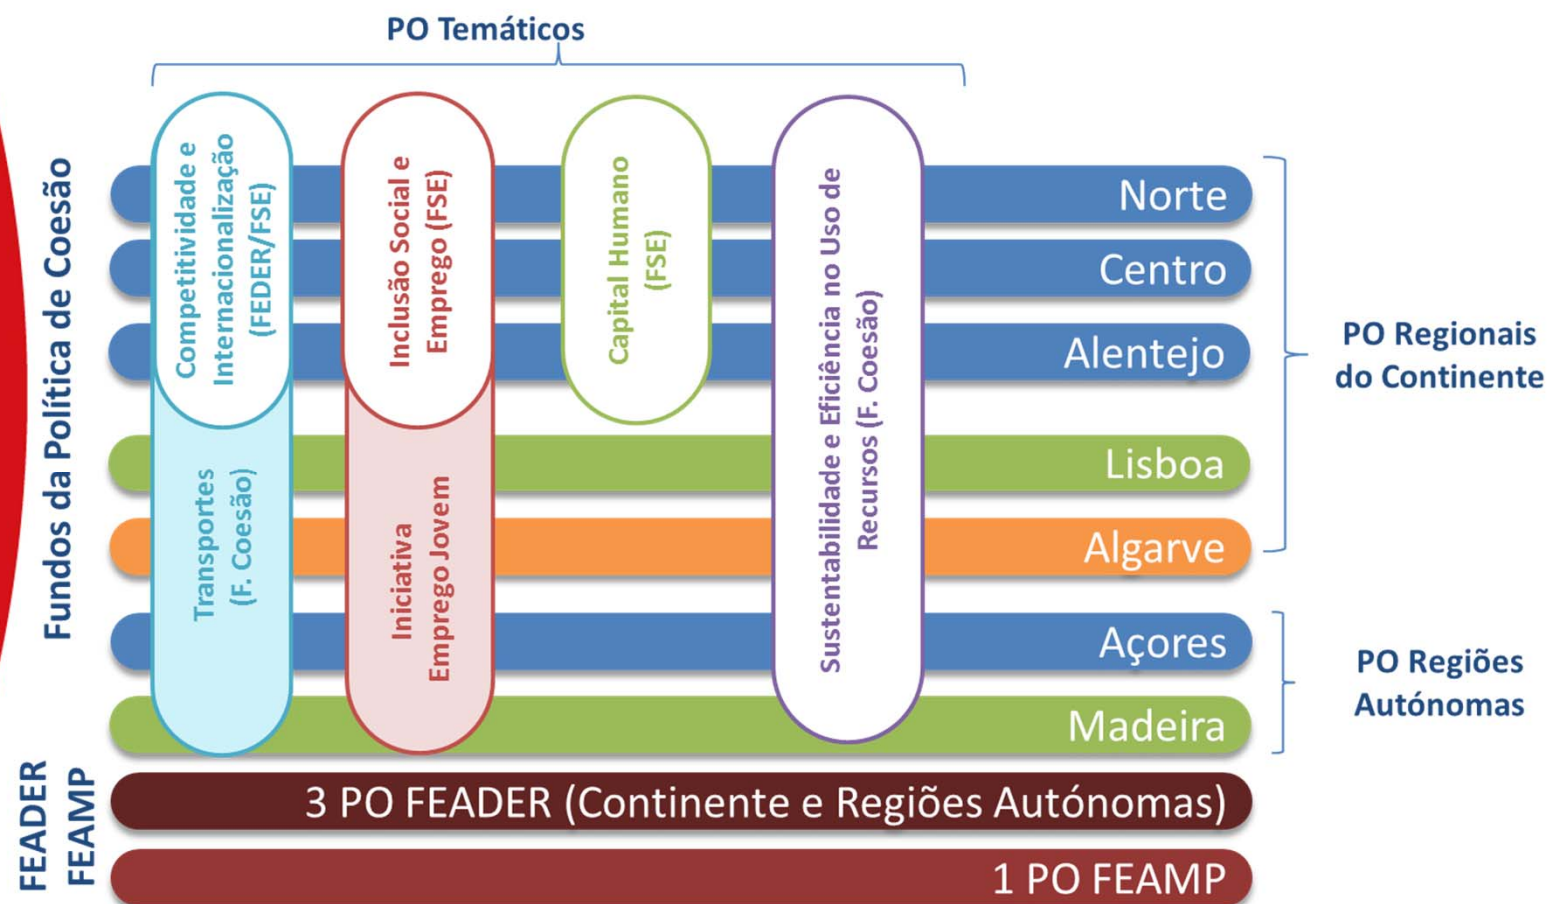 PO Temáticos
Fundos da Política de Coesão
Competitividade e
Internacionalização
(FEDER/FSE)
Transportes
(F. Coesão)
Inclusão Social e
Emprego (FSE)
Iniciativa
Emprego Jovem
Capital Humano
(FSE)
Sustentabilidade e Eficiência no Uso de
Recursos (F. Coesão)
Norte
Centro
Alentejo
Lisboa
Algarve
Açores
Madeira
PO Regionais
do Continente
PO Regiões
Autónomas
FEADER
FEAMP
3 PO FEADER (Continente e Regiões Autónomas)
1 PO FEAMP